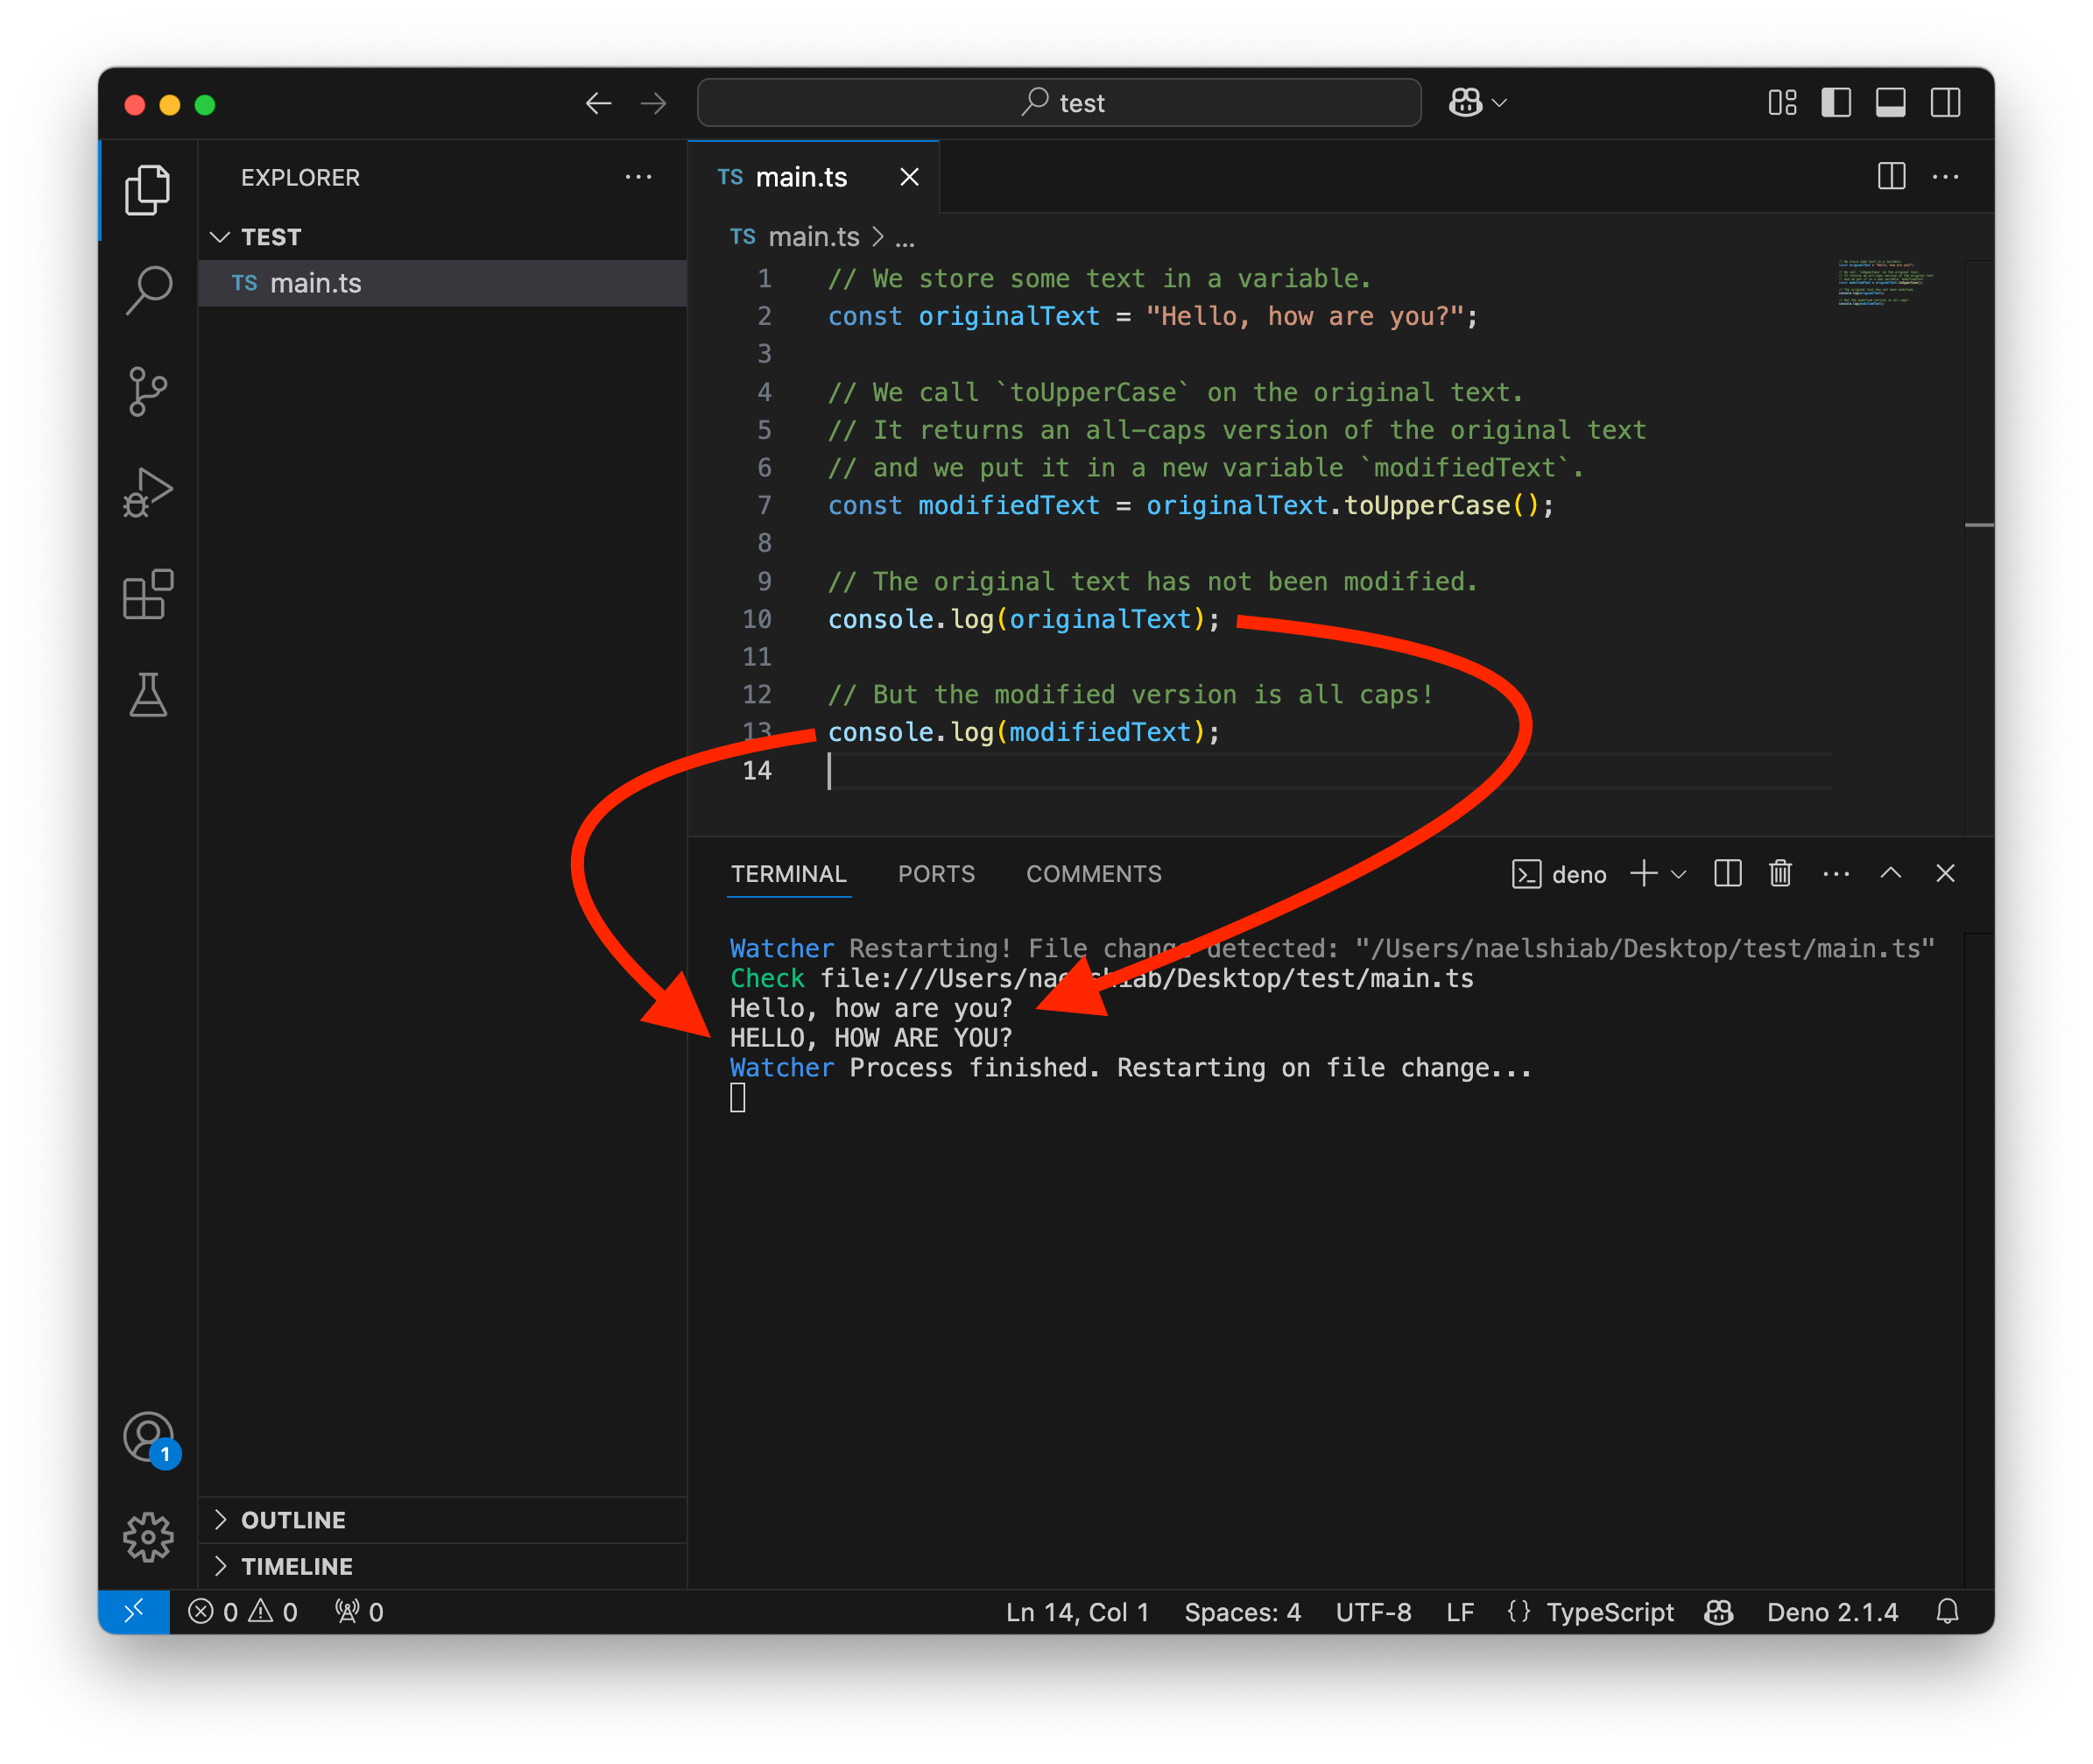 test
EXPLORER
TEST
TS main.ts
TS main.ts
TS main.ts > ...
1 // We store some text in a variable.
2 const originalText = "Hello, how are you?";
3
4 // We call `toUpperCase` on the original text.
5 // It returns an all-caps version of the original text
6 // and we put it in a new variable `modifiedText`.
7 const modifiedText = originalText.toUpperCase();
8
9 // The original text has not been modified.
10 console.log(originalText);
11
12 // But the modified version is all caps!
13 console.log(modifiedText);
14
TERMINAL PORTS COMMENTS deno
Watcher Restarting! File change detected: "/Users/naelshiab/Desktop/test/main.ts"
Check file:///Users/naelshiab/Desktop/test/main.ts
Hello, how are you?
HELLO, HOW ARE YOU?
Watcher Process finished. Restarting on file change...
1
OUTLINE
TIMELINE
0 0 0 Ln 14, Col 1 Spaces: 4 UTF-8 LF {} TypeScript Deno 2.1.4